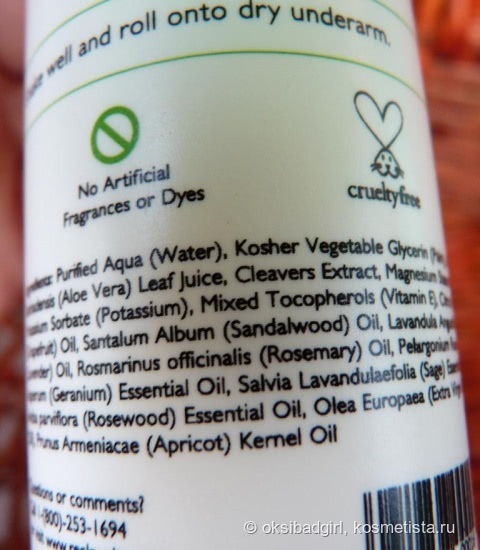 well and roll onto dry underarm.
No Artificial
Fragrances or Dyes
crueltyfree
Purified Aqua (Water), Kosher Vegetable Glycerin
(Aloe Vera) Leaf Juice, Cleavers Extract, Magnesium
Sorbate (Potassium), Mixed Tocopherols (Vitamin E),
Oil, Santalum Album (Sandalwood) Oil, Lavandula
Oil, Rosmarinus officinalis (Rosemary) Oil, Pelargonium
(Geranium) Essential Oil, Salvia Lavandulaefolia (Sage)
parviflora (Rosewood) Essential Oil, Olea Europaea (Extra
Prunus Armeniacae (Apricot) Kernel Oil
or comments?
1-(800)-253-1694
© oksibadgirl, kosmetista.ru